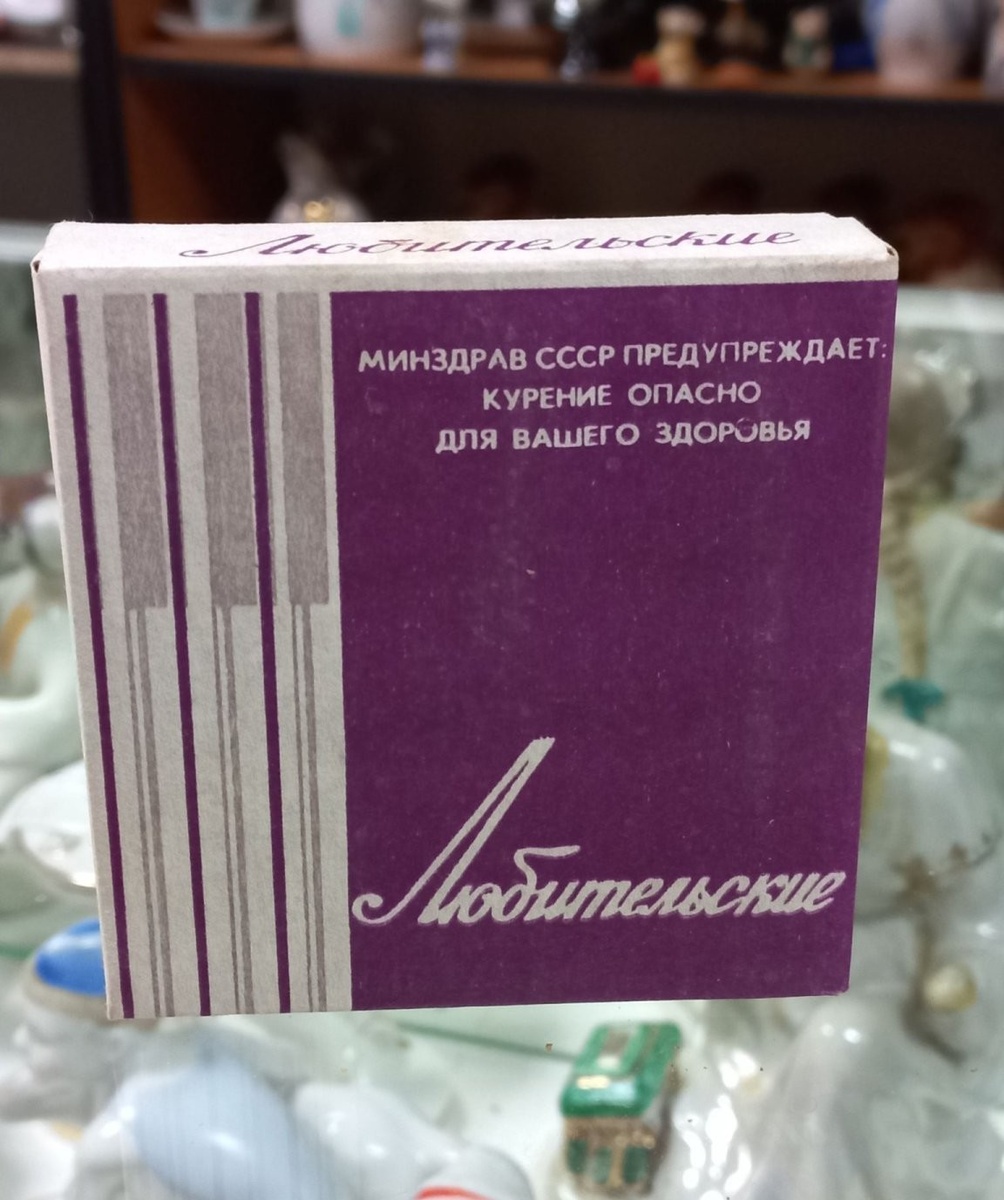 Любительские
МИНЗДРАВ СССР ПРЕДУПРЕЖДАЕТ:
КУРЕНИЕ ОПАСНО
ДЛЯ ВАШЕГО ЗДОРОВЬЯ
Любительские